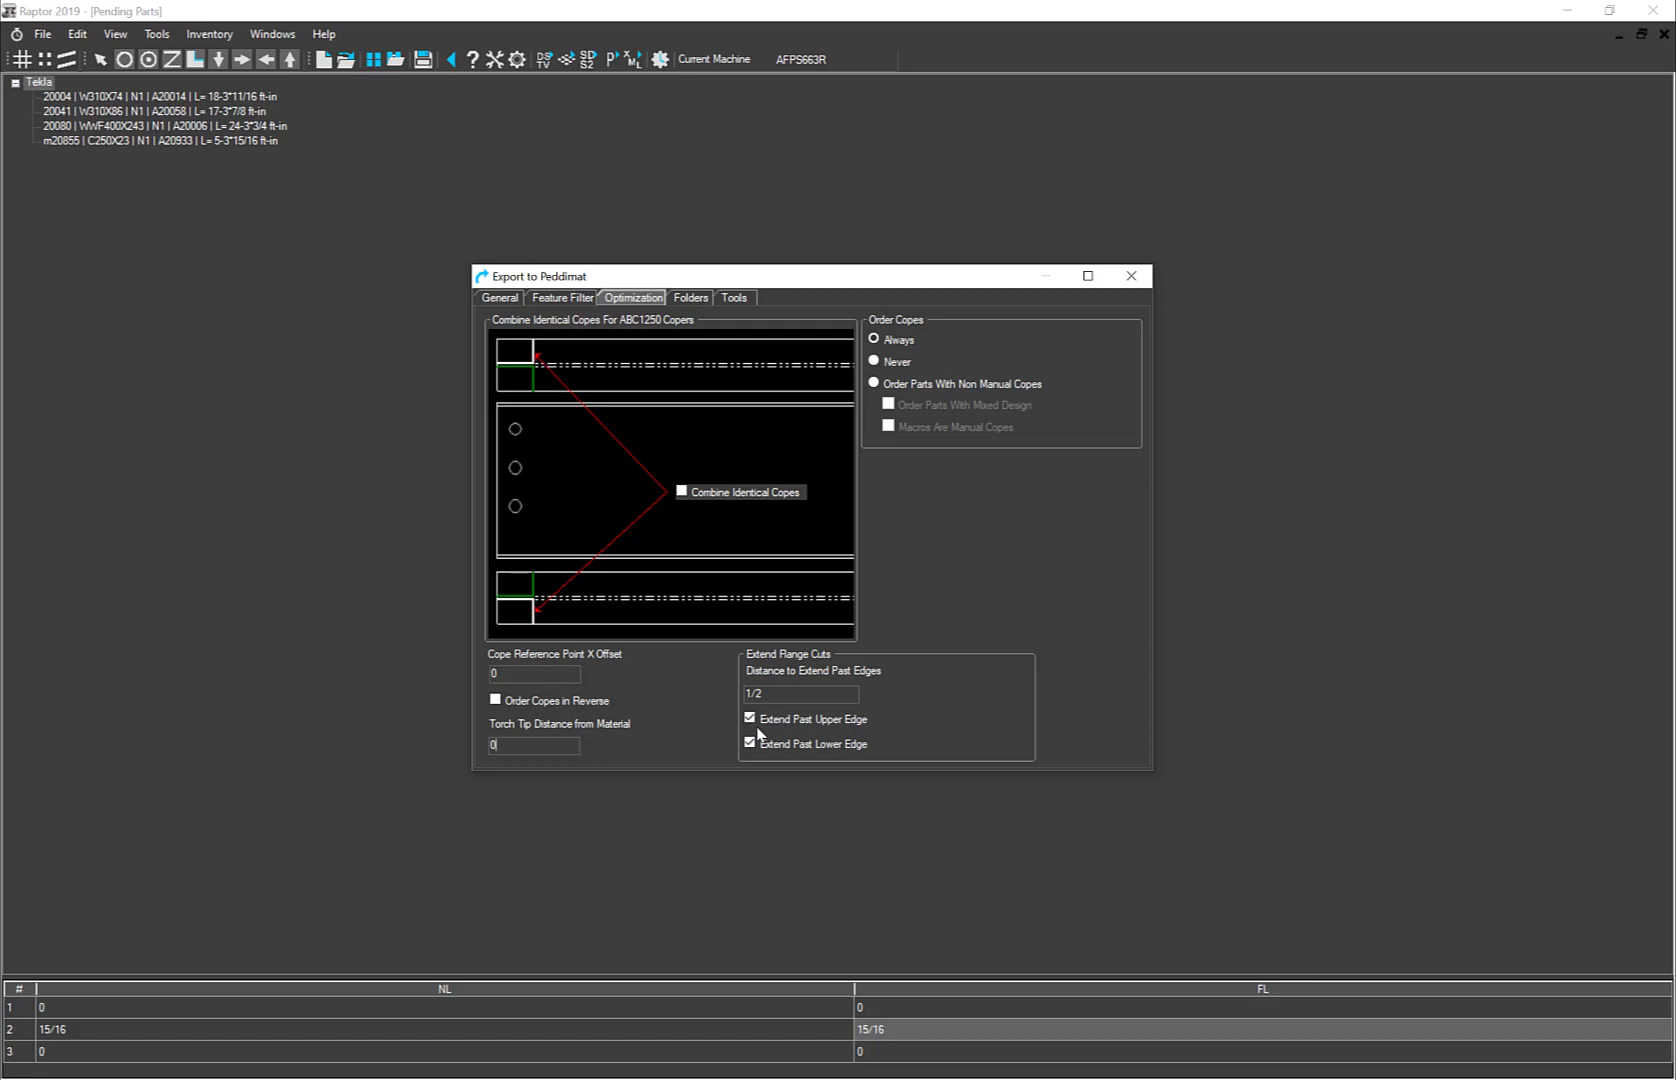 Raptor 2019 - [Pending Parts]
File Edit View Tools Inventory Windows Help
Current Machine AFPS663R
Tekla
20004 | W310X74 | N1 | A20014 | L= 18-3*11/16 ft-in
20041 | W310X86 | N1 | A20058 | L= 17-3*7/8 ft-in
20080 | WWF400X243 | N1 | A20006 | L= 24-3*3/4 ft-in
m20855 | C250X23 | N1 | A20933 | L= 5-3*15/16 ft-in
Export to Peddimat
General Feature Filter Optimization Folders Tools
Combine Identical Copes For ABC1250 Copers
Combine Identical Copes
Order Copes
Always
Never
Order Parts With Non Manual Copes
Order Parts With Mixed Design
Macros Are Manual Copes
Cope Reference Point X Offset
0
Order Copes in Reverse
Torch Tip Distance from Material
0
Extend Flange Cuts
Distance to Extend Past Edges
1/2
Extend Past Upper Edge
Extend Past Lower Edge
# NL FL
1 0 0
2 15/16 15/16
3 0 0